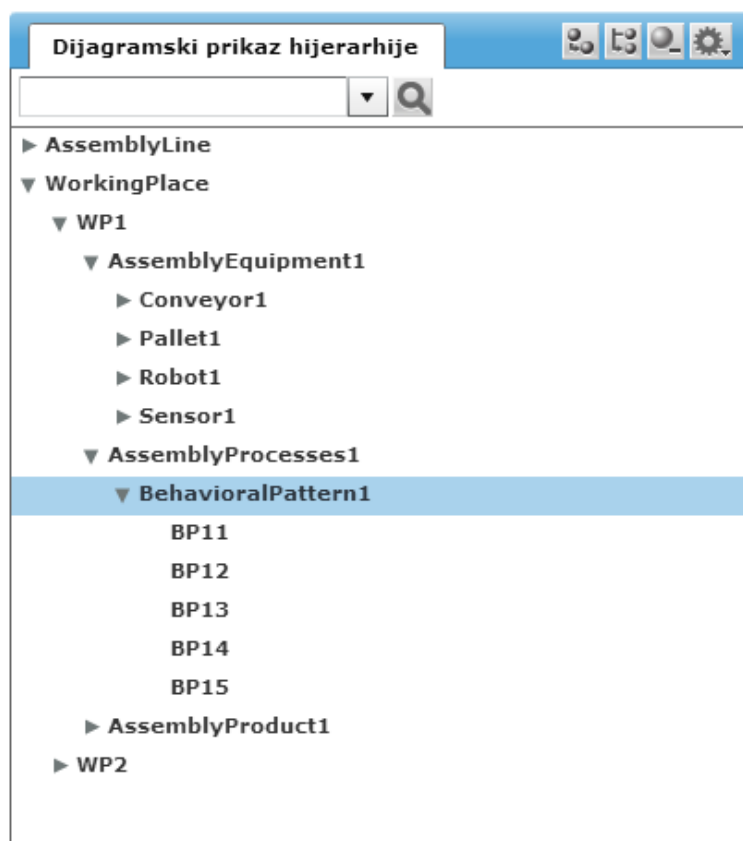 Dijagramski prikaz hijerarhije
AssemblyLine
WorkingPlace
WP1
AssemblyEquipment1
Conveyor1
Pallet1
Robot1
Sensor1
AssemblyProcesses1
BehavioralPattern1
BP11
BP12
BP13
BP14
BP15
AssemblyProduct1
WP2